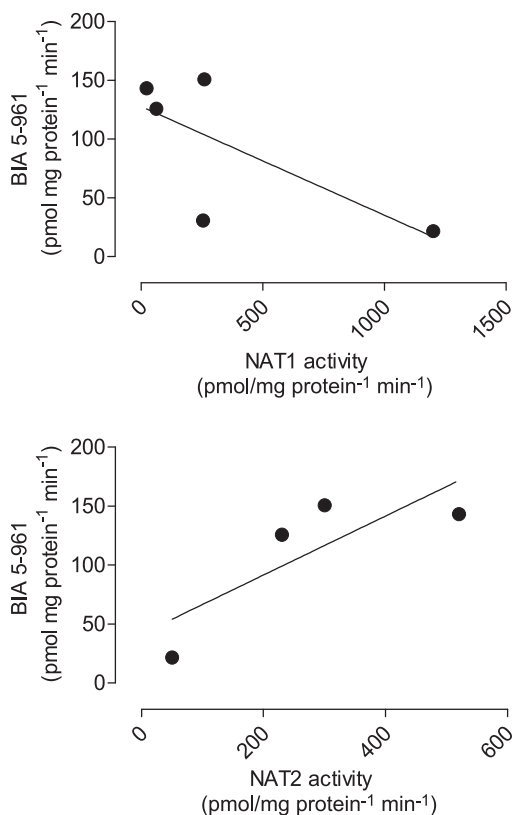 BIA 5-961
(pmol mg protein⁻¹ min⁻¹)
200
150
100
50
0
0
500
1000
1500
NAT1 activity
(pmol/mg protein⁻¹ min⁻¹)
BIA 5-961
(pmol mg protein⁻¹ min⁻¹)
200
150
100
50
0
0
200
400
600
NAT2 activity
(pmol/mg protein⁻¹ min⁻¹)